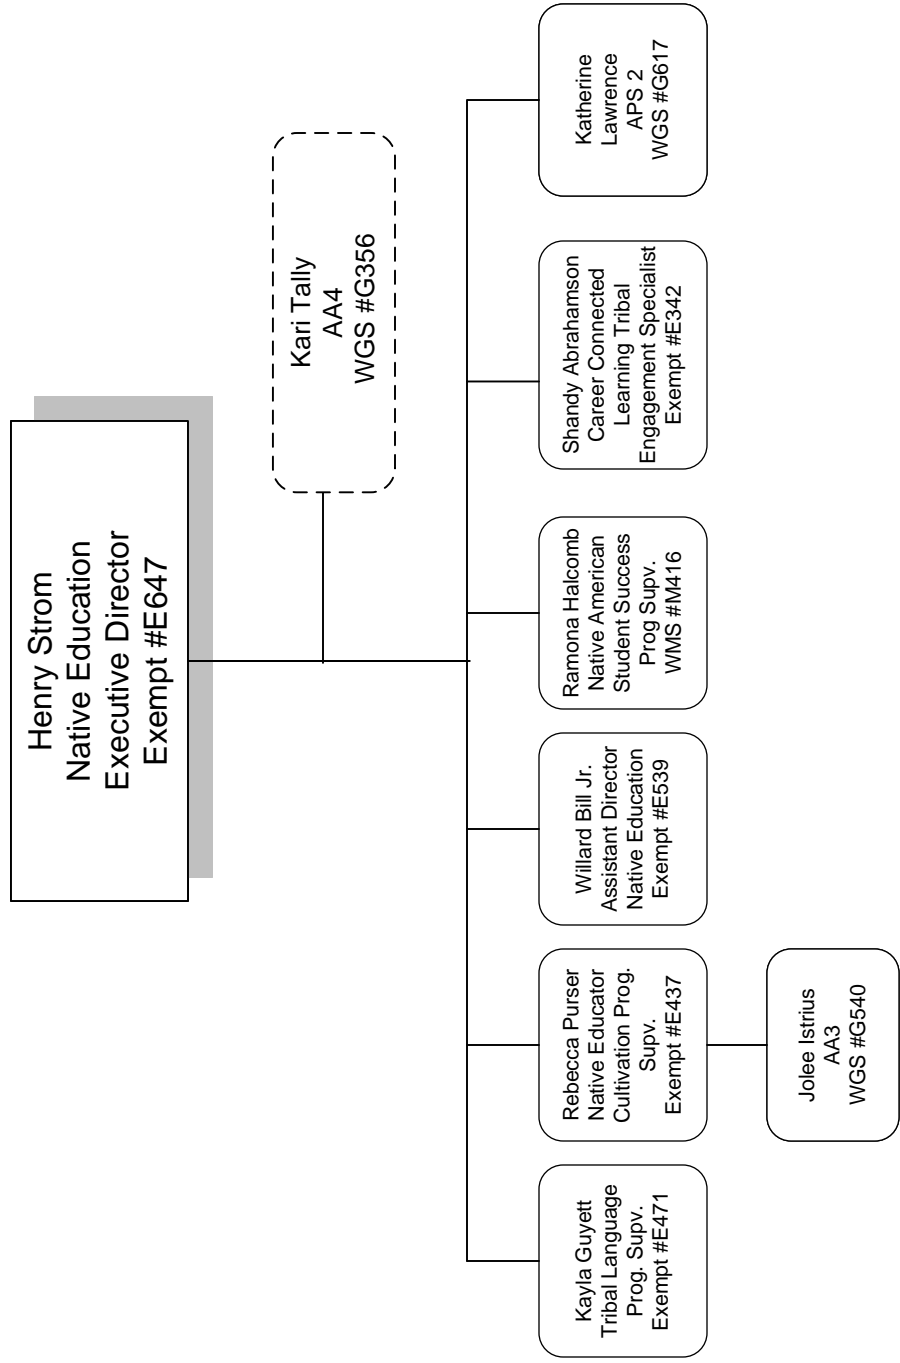 Henry Strom
Native Education
Executive Director
Exempt #E647
Kari Tally
AA4
WGS #G356
Kayla Guyett
Tribal Language
Prog. Supv.
Exempt #E471
Rebecca Purser
Native Educator
Cultivation Prog.
Supv.
Exempt #E437
Willard Bill Jr.
Assistant Director
Native Education
Exempt #E539
Ramona Halcomb
Native American
Student Success
Prog Supv.
WMS #M416
Shandy Abrahamson
Career Connected
Learning Tribal
Engagement Specialist
Exempt #E342
Katherine
Lawrence
APS 2
WGS #G617
Jolee Istrius
AA3
WGS #G540